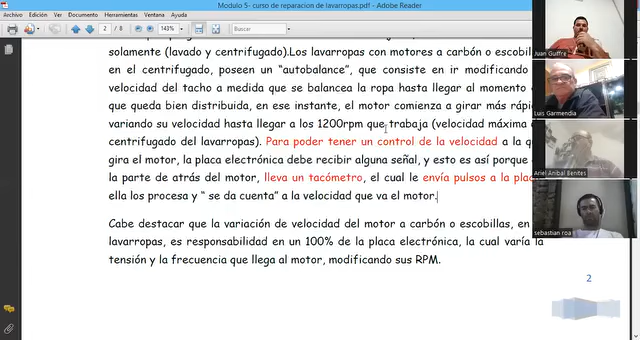 Modulo 5- curso de reparacion de lavarropas.pdf - Adobe Reader
Archivo Edición Ver Documento Herramientas Ventana Ayuda
2 / 8 143% Buscar
solamente (lavado y centrifugado).Los lavarropas con motores a carbón o escobil
en el centrifugado, poseen un “autobalance”, que consiste en ir modificando
velocidad del tacho a medida que se balancea la ropa hasta llegar al momento
que queda bien distribuida, en ese instante, el motor comienza a girar más rápi
variando su velocidad hasta llegar a los 1200rpm que trabaja (velocidad máxima
centrifugado del lavarropas). Para poder tener un control de la velocidad a la q
gira el motor, la placa electrónica debe recibir alguna señal, y esto es así porque
la parte de atrás del motor, lleva un tacómetro, el cual le envía pulsos a la plac
ella los procesa y “ se da cuenta” a la velocidad que va el motor.
Cabe destacar que la variación de velocidad del motor a carbón o escobillas, en
lavarropas, es responsabilidad en un 100% de la placa electrónica, la cual varía la
tensión y la frecuencia que llega al motor, modificando sus RPM.
2
Juan Giuffre
Luis Garmendia
Ariel Anibal Benites
sebastian roa